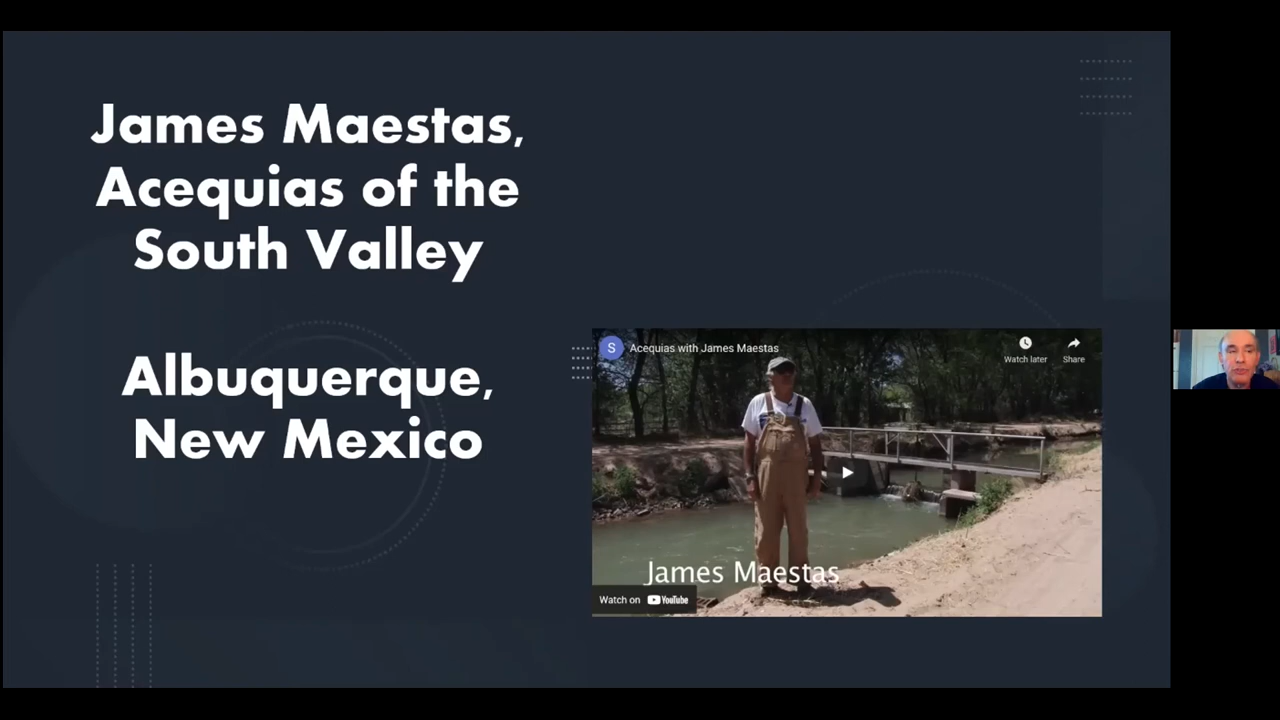 James Maestas,
Acequias of the
South Valley
Albuquerque,
New Mexico
S
Acequias with James Maestas
Watch later
Share
James Maestas
Watch on YouTube